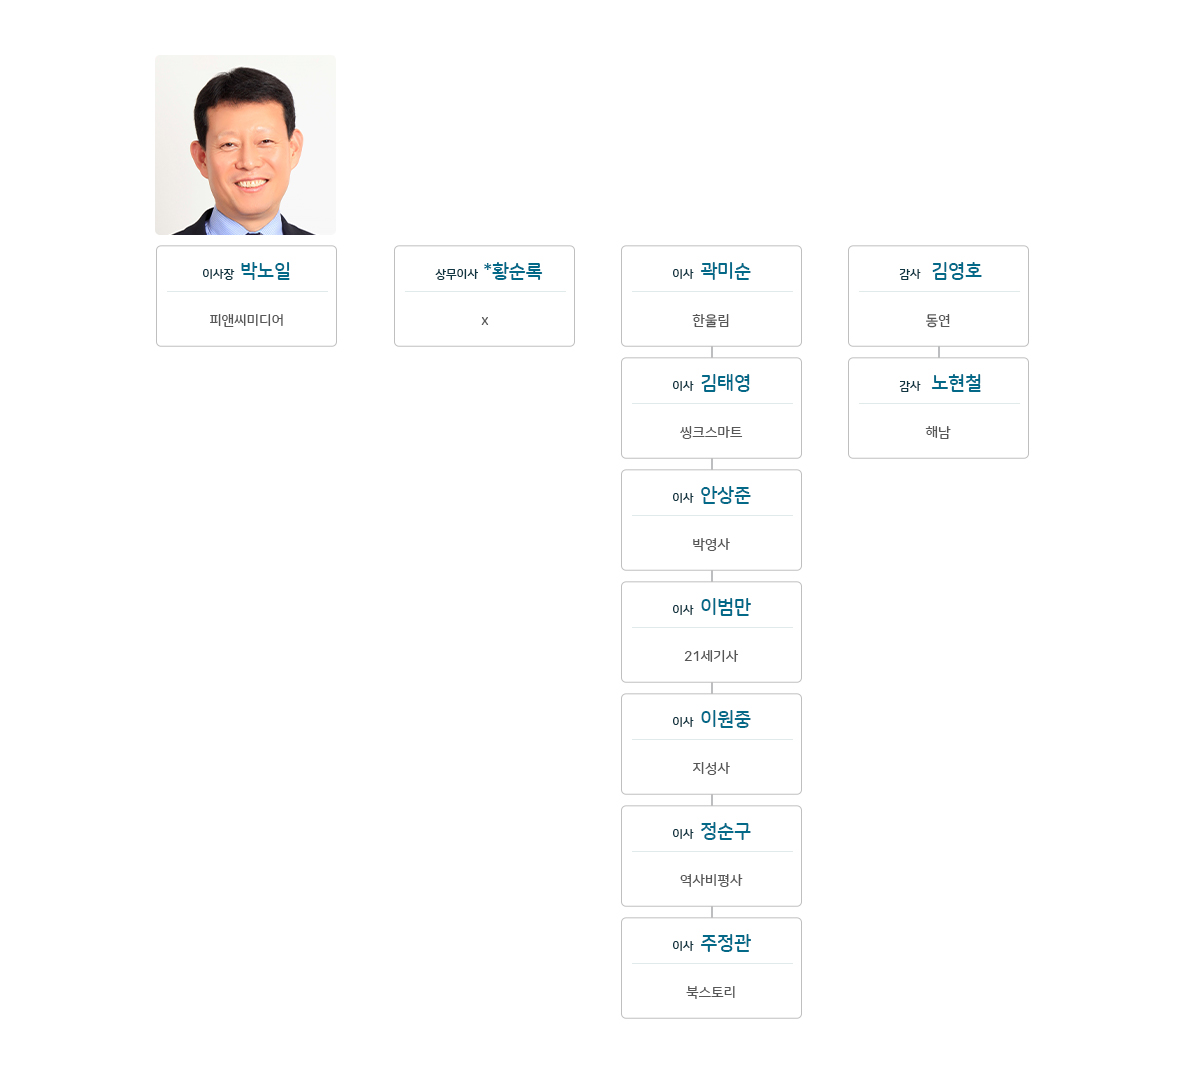 이사장 박노일
피앤씨미디어
상무이사 *황순록
x
이사 곽미순
한울림
이사 김태영
씽크스마트
이사 안상준
박영사
이사 이범만
21세기사
이사 이원중
지성사
이사 정순구
역사비평사
이사 주정관
북스토리
감사 김영호
동연
감사 노현철
해남